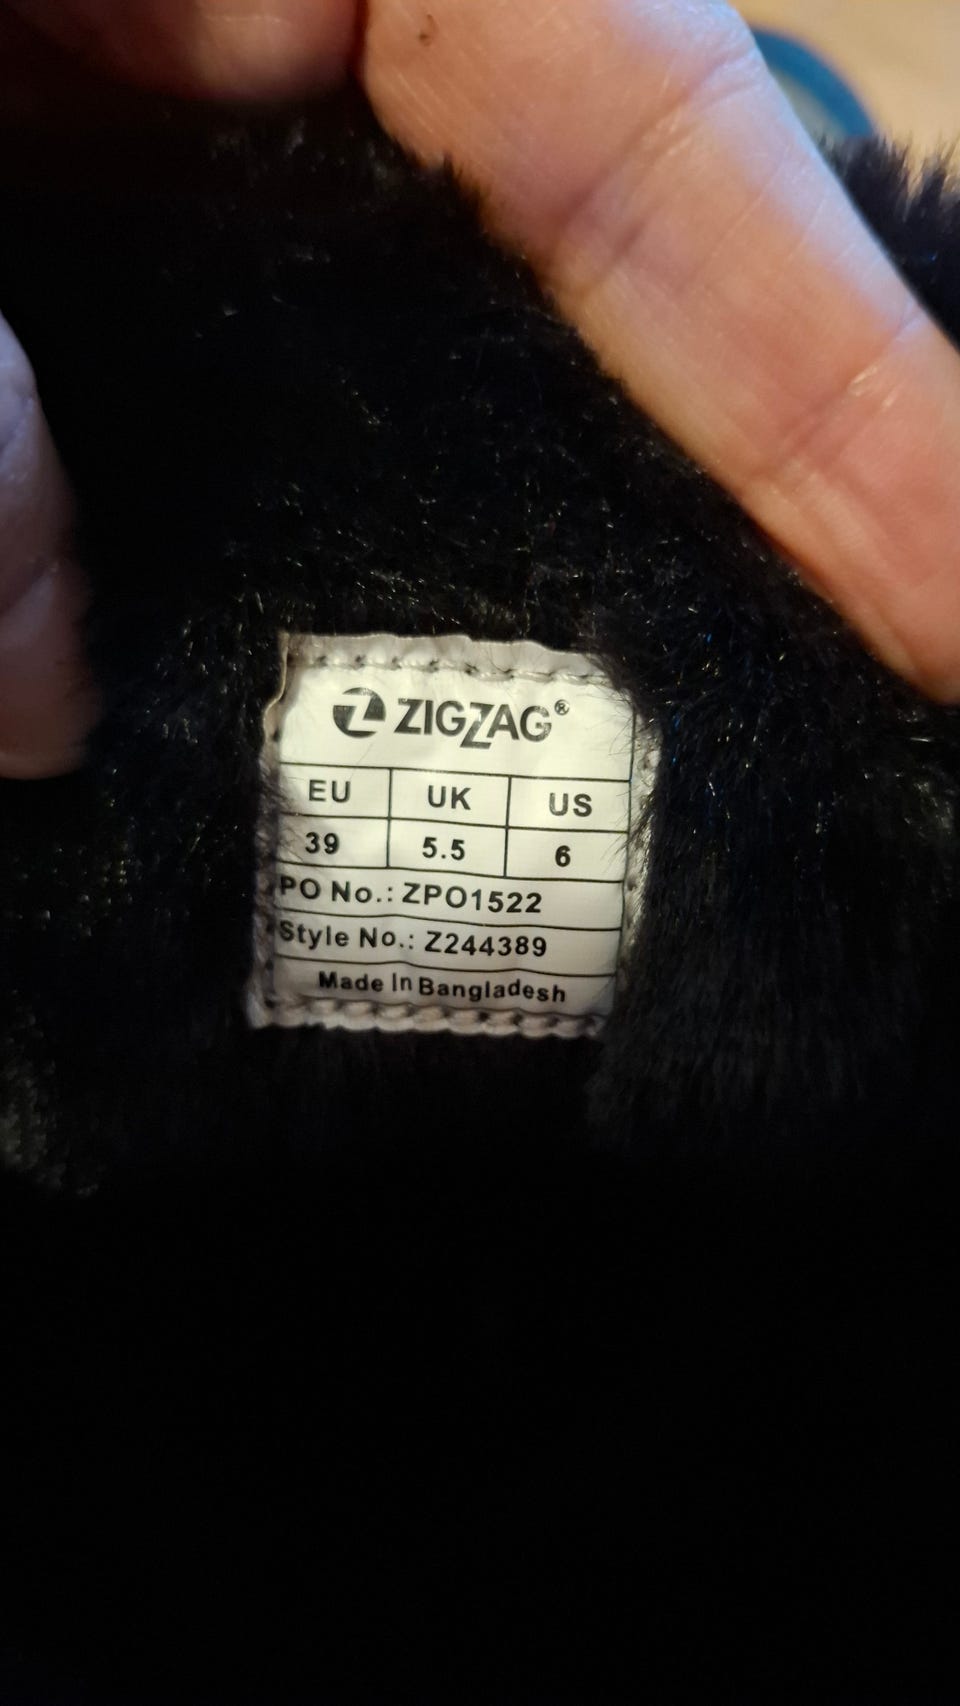 ZIGZAG®
EU UK US
39 5.5 6
PO No.: ZPO1522
Style No.: Z244389
Made In Bangladesh